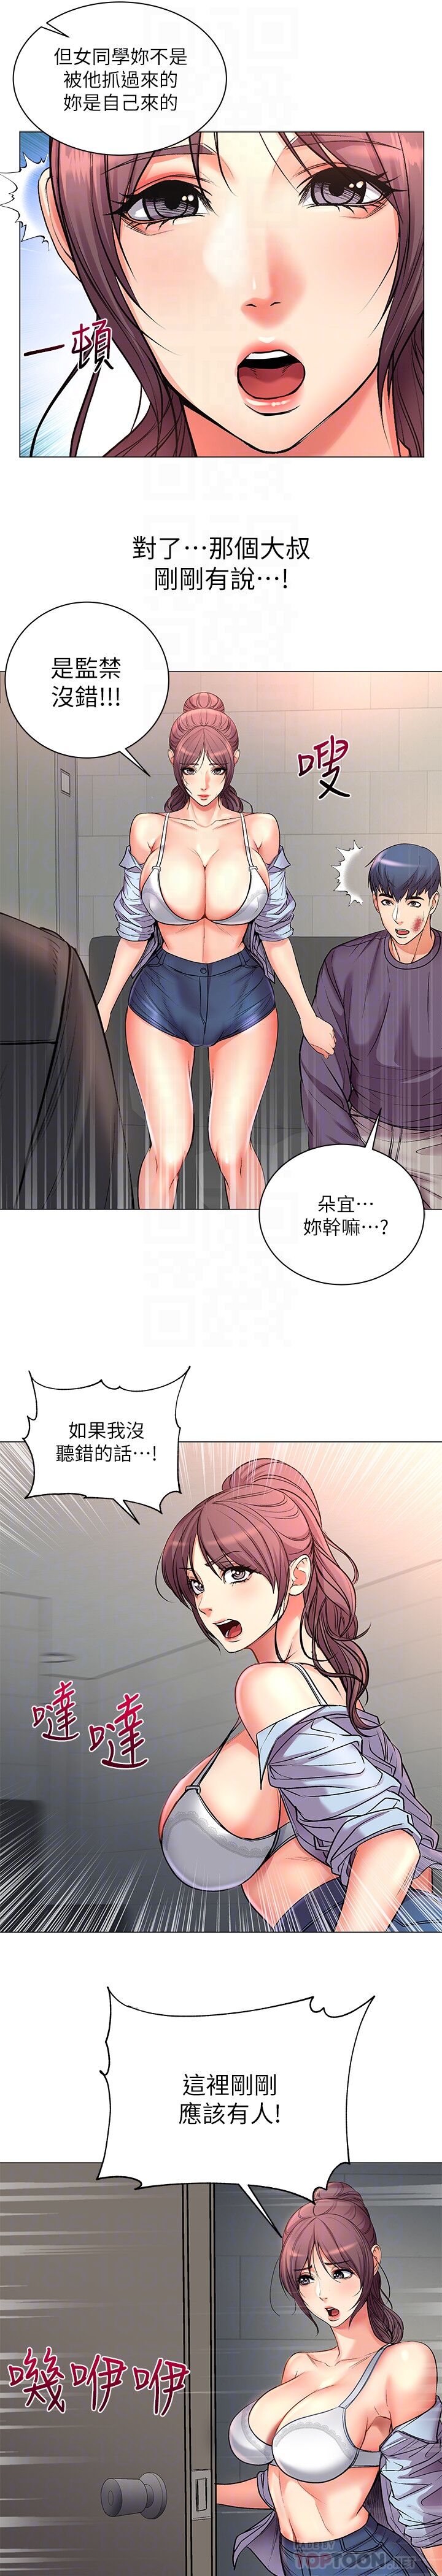 但女同學妳不是
被他抓過來的
妳是自己來的
一頓
對了⋯那個大叔
剛剛有說⋯!
是監禁
沒錯!!!
嗖
朵宜⋯
妳幹嘛⋯?
如果我沒
聽錯的話⋯!
噠噠
這裡剛剛
應該有人!
嘰咿咿
TOPTOON